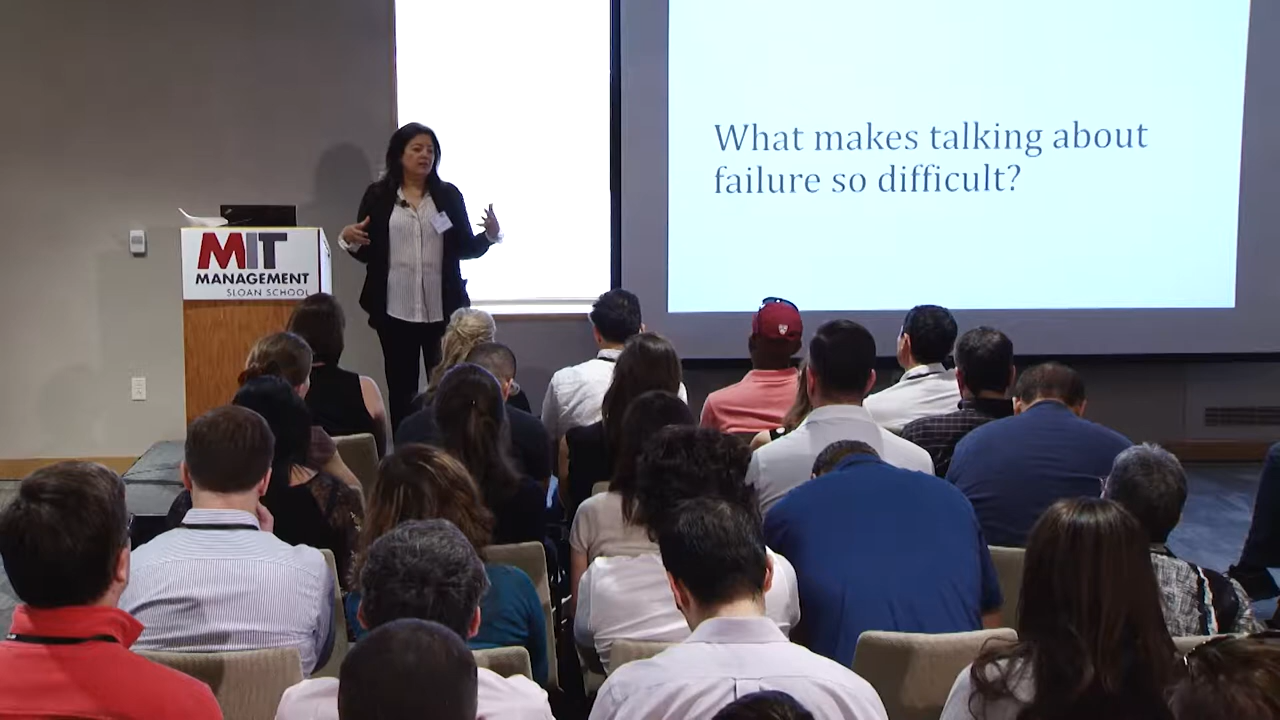 What makes talking about
failure so difficult?
MIT
MANAGEMENT
SLOAN SCHOOL